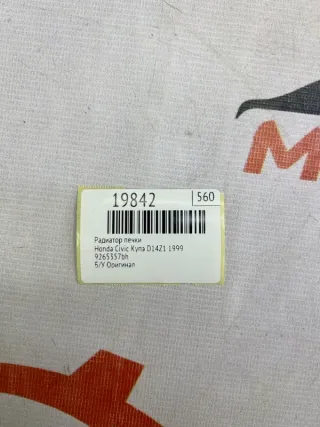 19842 560
Радиатор печки
Honda Civic Купэ D14Z1 1999
9265357bh
Б/У Оригинал
M